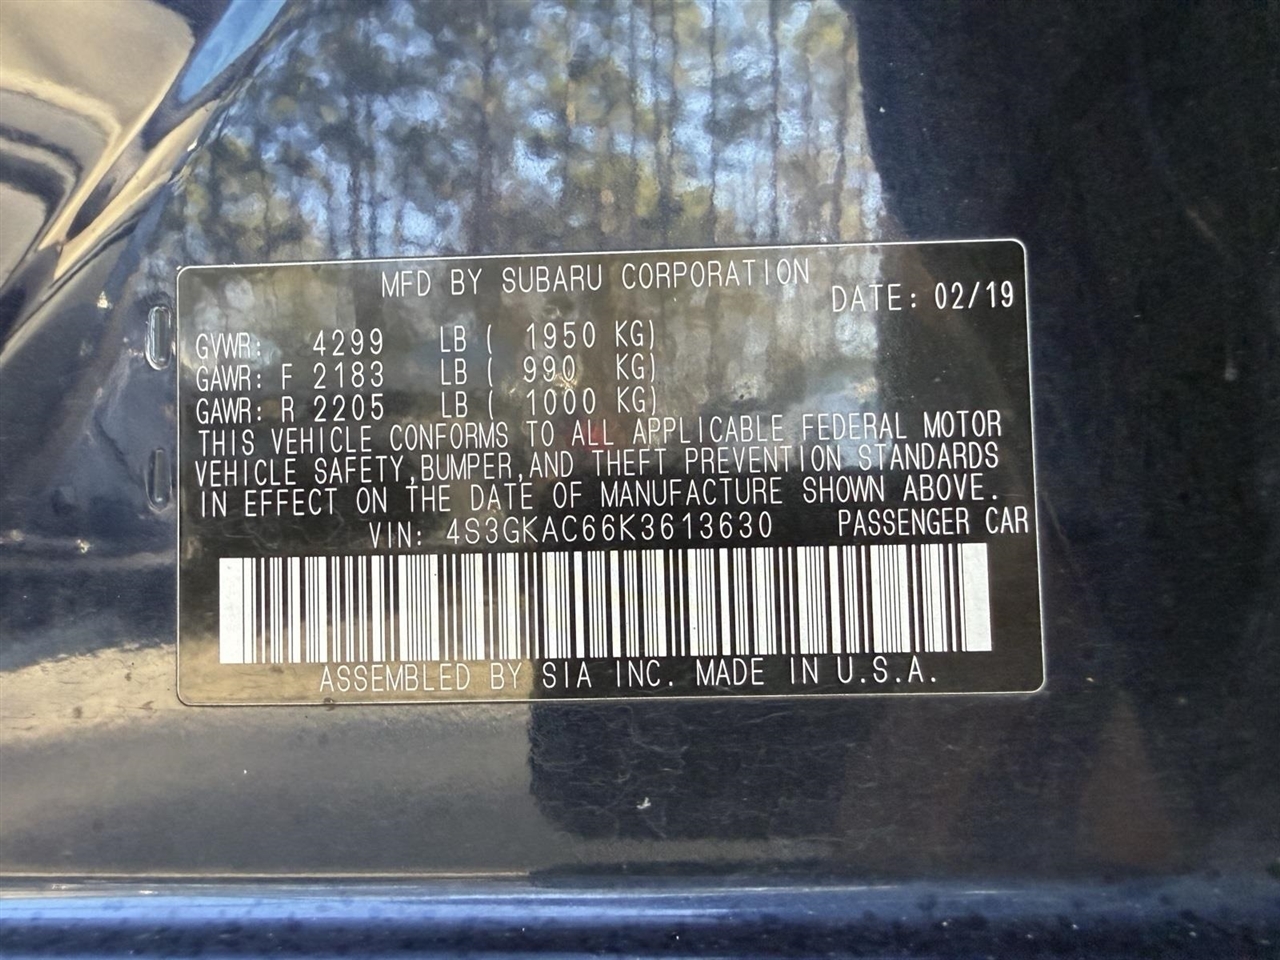 MFD BY SUBARU CORPORATION
DATE: 02/19
GVWR: 4299 LB ( 1950 KG)
GAWR: F 2183 LB ( 990 KG)
GAWR: R 2205 LB ( 1000 KG)
THIS VEHICLE CONFORMS TO ALL APPLICABLE FEDERAL MOTOR
VEHICLE SAFETY,BUMPER,AND THEFT PREVENTION STANDARDS
IN EFFECT ON THE DATE OF MANUFACTURE SHOWN ABOVE.
VIN: 4S3GKAC66K3613630 PASSENGER CAR
ASSEMBLED BY SIA INC. MADE IN U.S.A.